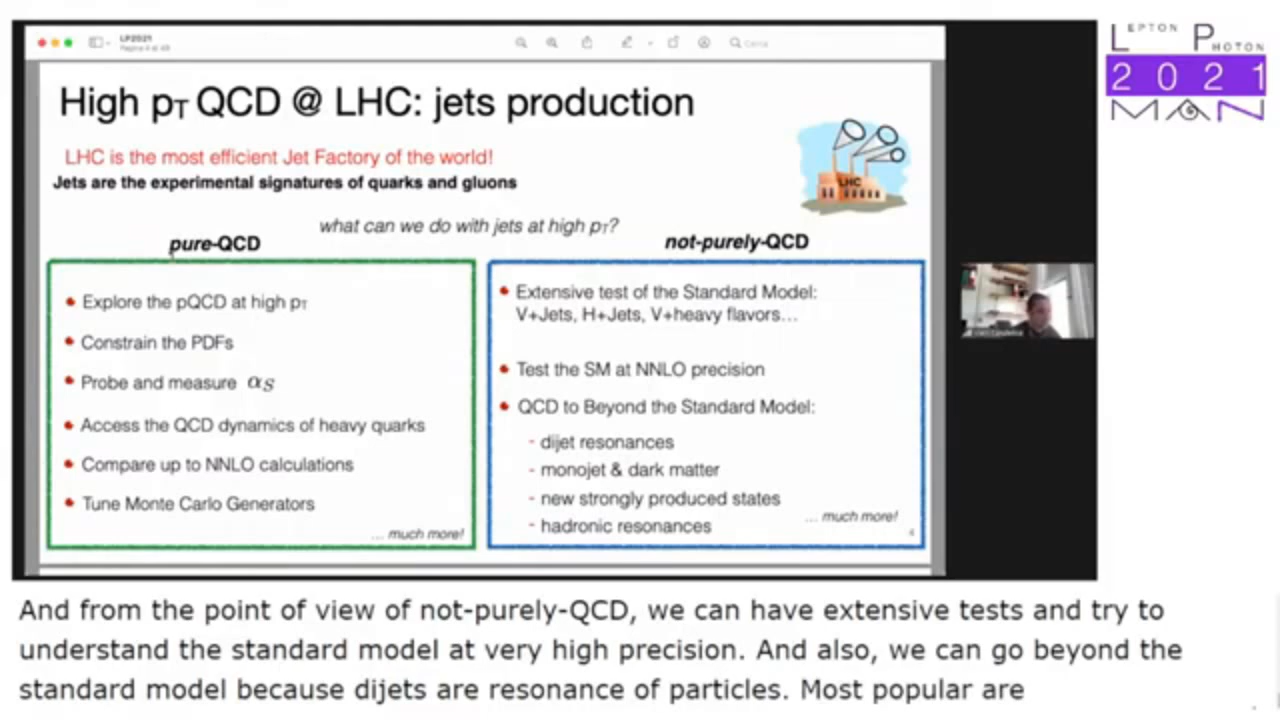 LP2021
Pagina 4 di 49
Cerca
LEPTON PHOTON
2021
MAN
High pT QCD @ LHC: jets production
LHC is the most efficient Jet Factory of the world!
Jets are the experimental signatures of quarks and gluons
LHC
what can we do with jets at high pT?
pure-QCD
not-purely-QCD
• Explore the pQCD at high pT
• Constrain the PDFs
• Probe and measure αS
• Access the QCD dynamics of heavy quarks
• Compare up to NNLO calculations
• Tune Monte Carlo Generators
... much more!
• Extensive test of the Standard Model:
V+Jets, H+Jets, V+heavy flavors…
• Test the SM at NNLO precision
• QCD to Beyond the Standard Model:
- dijet resonances
- monojet & dark matter
- new strongly produced states
- hadronic resonances
... much more!
4
And from the point of view of not-purely-QCD, we can have extensive tests and try to
understand the standard model at very high precision. And also, we can go beyond the
standard model because dijets are resonance of particles. Most popular are